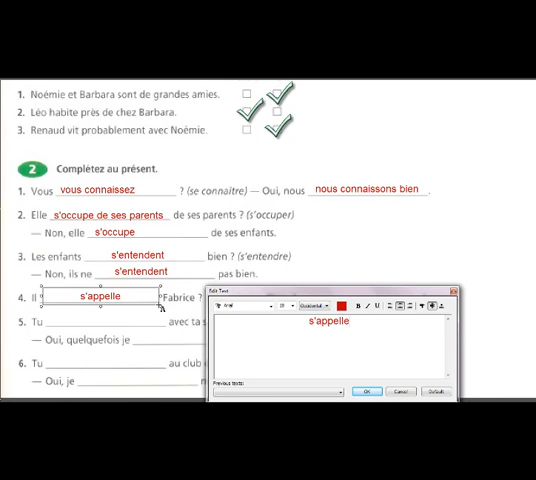 1. Noémie et Barbara sont de grandes amies.
2. Léo habite près de chez Barbara.
3. Renaud vit probablement avec Noémie.
2 Complétez au présent.
1. Vous vous connaissez ? (se connaître) — Oui, nous nous connaissons bien .
2. Elle s'occupe de ses parents de ses parents ? (s'occuper)
— Non, elle s'occupe de ses enfants.
3. Les enfants s'entendent bien ? (s'entendre)
— Non, ils ne s'entendent pas bien.
4. Il s'appelle Fabrice ?
5. Tu avec ta s
— Oui, quelquefois je
6. Tu au club
— Oui, je n
Edit Text
Arial
B I U
s'appelle
Previous texts:
OK Cancel Default